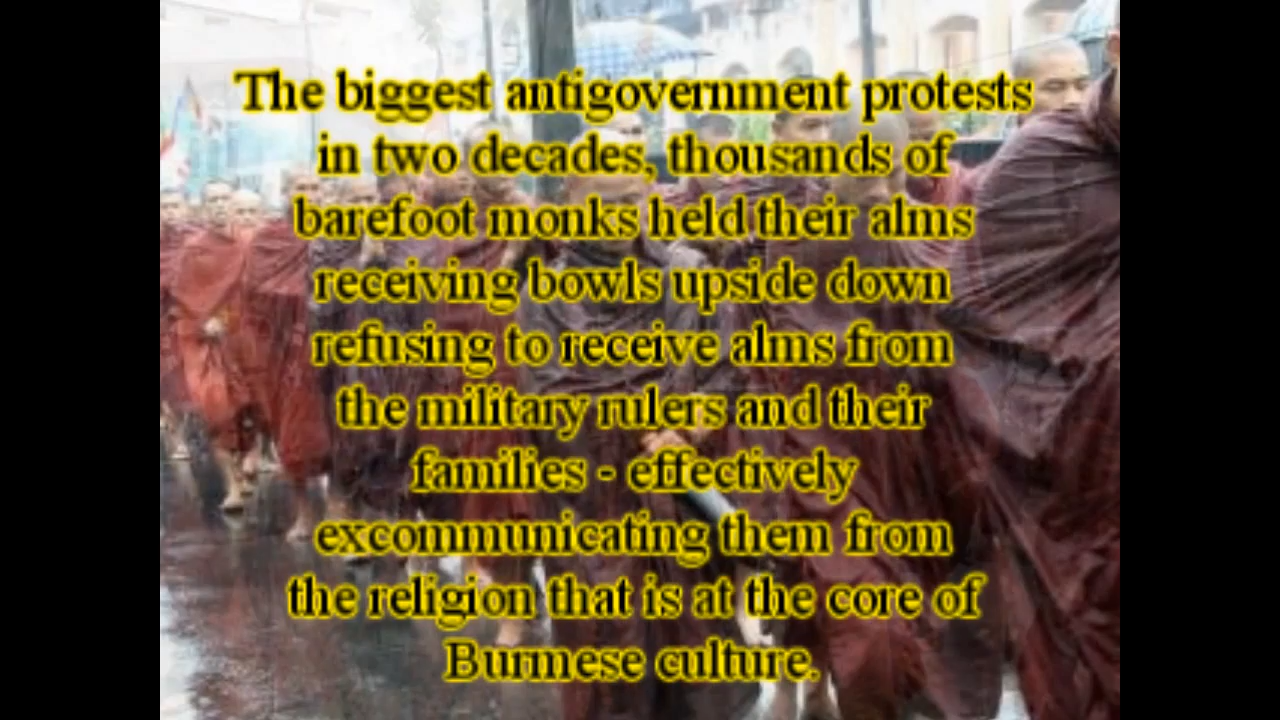 The biggest antigovernment protests
in two decades, thousands of
barefoot monks held their alms
receiving bowls upside down
refusing to receive alms from
the military rulers and their
families - effectively
excommunicating them from
the religion that is at the core of
Burmese culture.